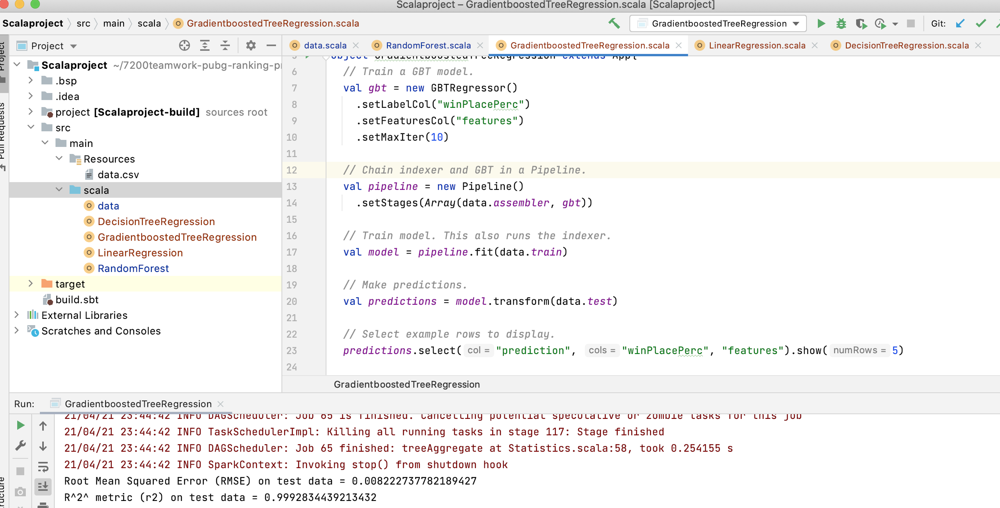 Scalaproject – GradientboostedTreeRegression.scala [Scalaproject]
Scalaproject src main scala GradientboostedTreeRegression.scala GradientboostedTreeRegression Git:
Project
Pull Requests
Project
data.scala RandomForest.scala GradientboostedTreeRegression.scala LinearRegression.scala DecisionTreeRegression.scala
Scalaproject ~/7200teamwork-pubg-ranking-pr
.bsp
.idea
project [Scalaproject-build] sources root
src
main
Resources
data.csv
scala
data
DecisionTreeRegression
GradientboostedTreeRegression
LinearRegression
RandomForest
target
build.sbt
External Libraries
Scratches and Consoles
5 object GradientboostedTreeRegression extends App{
6 // Train a GBT model.
7 val gbt = new GBTRegressor()
8 .setLabelCol("winPlacePerc")
9 .setFeaturesCol("features")
10 .setMaxIter(10)
11
12 // Chain indexer and GBT in a Pipeline.
13 val pipeline = new Pipeline()
14 .setStages(Array(data.assembler, gbt))
15
16 // Train model. This also runs the indexer.
17 val model = pipeline.fit(data.train)
18
19 // Make predictions.
20 val predictions = model.transform(data.test)
21
22 // Select example rows to display.
23 predictions.select( col = "prediction", cols = "winPlacePerc", "features").show( numRows = 5)
24
GradientboostedTreeRegression
Run: GradientboostedTreeRegression
21/04/21 23:44:42 INFO DAGScheduler: Job 65 is finished. Cancelling potential speculative or zombie tasks for this job
21/04/21 23:44:42 INFO TaskSchedulerImpl: Killing all running tasks in stage 117: Stage finished
21/04/21 23:44:42 INFO DAGScheduler: Job 65 finished: treeAggregate at Statistics.scala:58, took 0.254155 s
21/04/21 23:44:42 INFO SparkContext: Invoking stop() from shutdown hook
Root Mean Squared Error (RMSE) on test data = 0.008222737782189427
R^2^ metric (r2) on test data = 0.9992834439213432